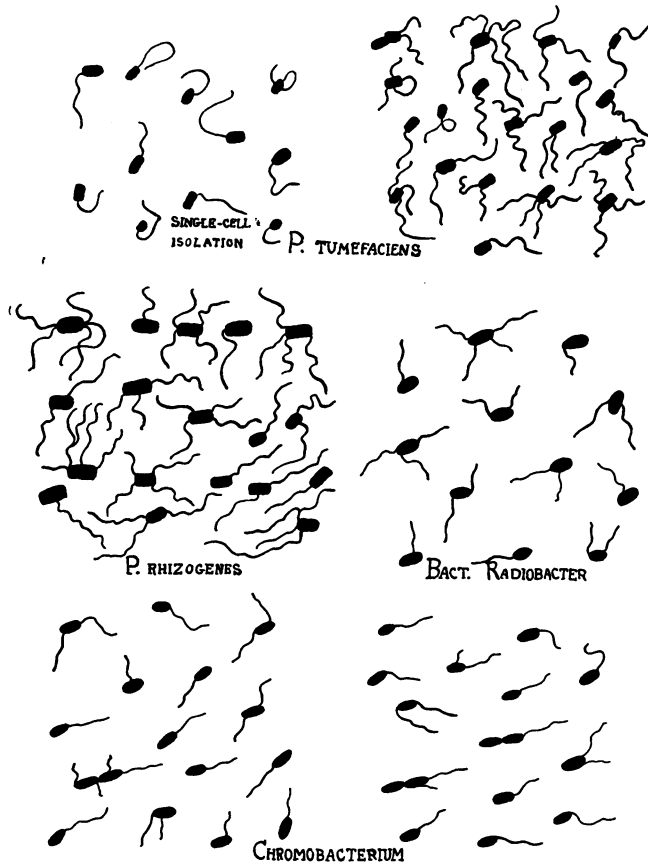 SINGLE-CELL
ISOLATION
P. TUMEFACIENS
P. RHIZOGENES
BACT. RADIOBACTER
CHROMOBACTERIUM